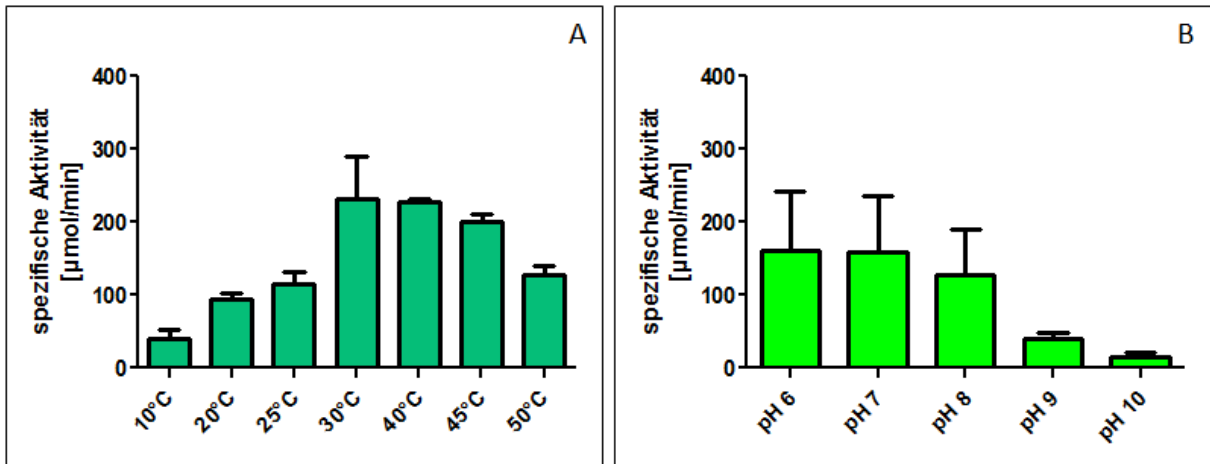 A
spezifische Aktivität
[µmol/min]
400
300
200
100
0
10°C
20°C
25°C
30°C
40°C
45°C
50°C
B
spezifische Aktivität
[µmol/min]
400
300
200
100
0
pH 6
pH 7
pH 8
pH 9
pH 10